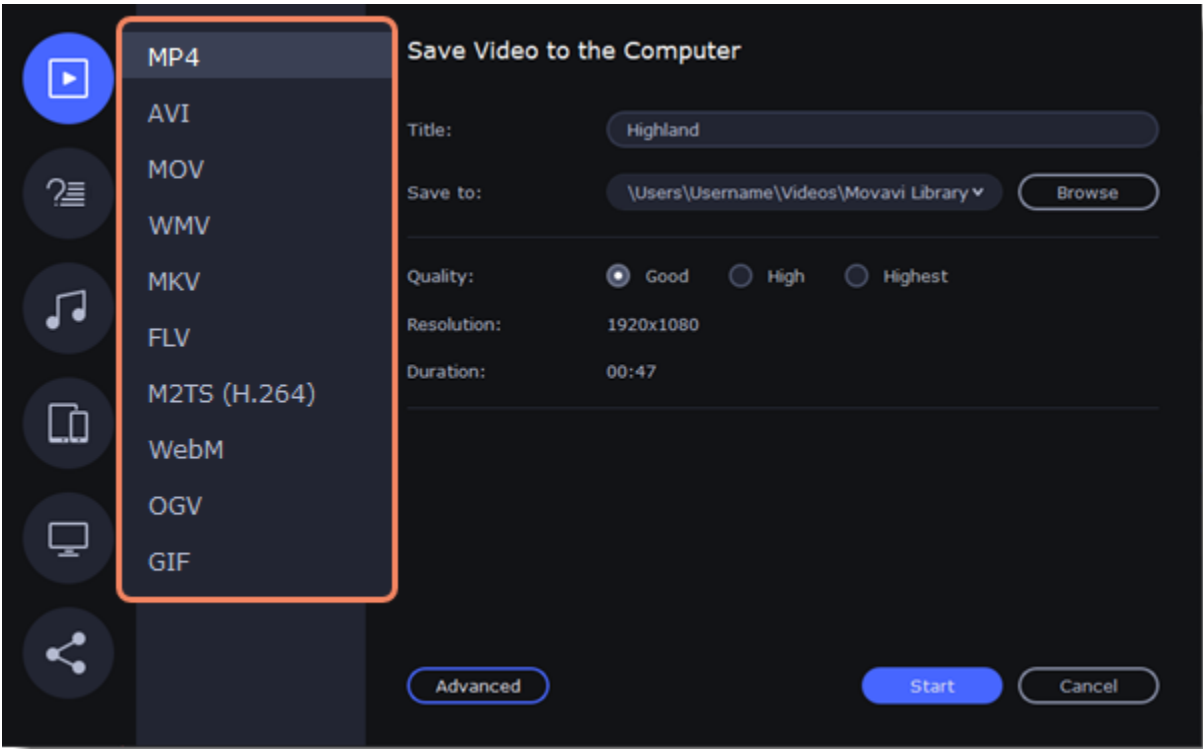 MP4
AVI
MOV
WMV
MKV
FLV
M2TS (H.264)
WebM
OGV
GIF
Save Video to the Computer
Title: Highland
Save to: \Users\Username\Videos\Movavi Library Browse
Quality: Good High Highest
Resolution: 1920x1080
Duration: 00:47
Advanced Start Cancel